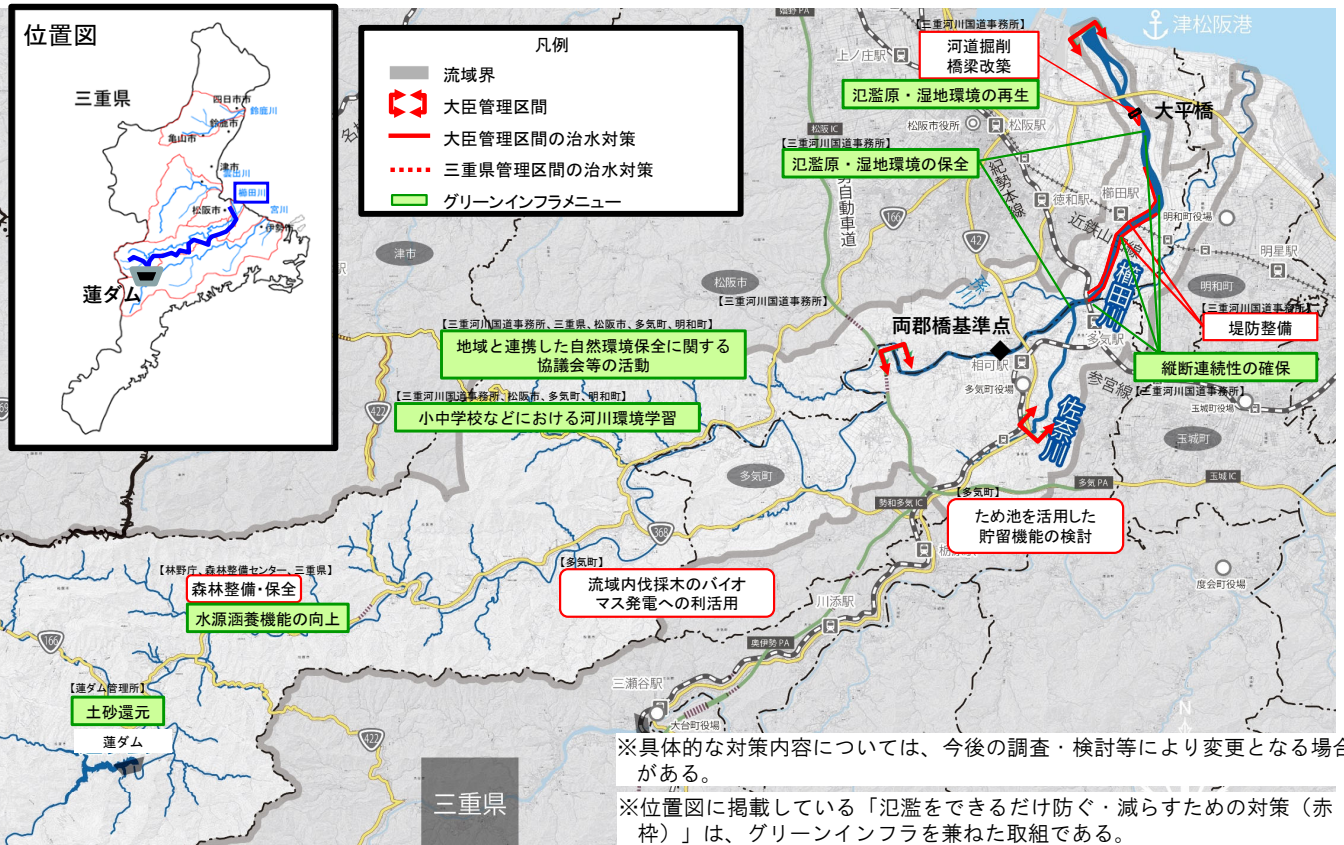 位置図
三重県
四日市市
鈴鹿川
鈴鹿市
亀山市
津市
雲出川
櫛田川
松阪市
宮川
伊勢市
蓮ダム
凡例
流域界
大臣管理区間
大臣管理区間の治水対策
三重県管理区間の治水対策
グリーンインフラメニュー
【三重河川国道事務所】
河道掘削
橋梁改築
氾濫原・湿地環境の再生
【三重河川国道事務所】
氾濫原・湿地環境の保全
津松阪港
上ノ庄駅
松阪IC
松阪市役所
松阪駅
大平橋
紀勢本線
徳和駅
櫛田駅
明和町役場
明星駅
明和町
勢自動車道
166
42
津市
松阪市
櫛田川
【三重河川国道事務所】
堤防整備
多気駅
縦断連続性の確保
【三重河川国道事務所】
参宮線
玉城町役場
玉城町
【三重河川国道事務所】
両郡橋基準点
相可駅
多気町役場
佐奈川
【三重河川国道事務所、三重県、松阪市、多気町、明和町】
地域と連携した自然環境保全に関する
協議会等の活動
【三重河川国道事務所、松阪市、多気町、明和町】
小中学校などにおける河川環境学習
422
多気町
勢和多気IC
多気PA
玉城IC
【多気町】
ため池を活用した
貯留機能の検討
368
【多気町】
流域内伐採木のバイオ
マス発電への利活用
川添駅
度会町役場
奥伊勢PA
三瀬谷駅
大台町役場
【林野庁、森林整備センター、三重県】
森林整備・保全
水源涵養機能の向上
166
【蓮ダム管理所】
土砂還元
蓮ダム
422
三重県
N
※具体的な対策内容については、今後の調査・検討等により変更となる場合
がある。
※位置図に掲載している「氾濫をできるだけ防ぐ・減らすための対策（赤
枠）」は、グリーンインフラを兼ねた取組である。